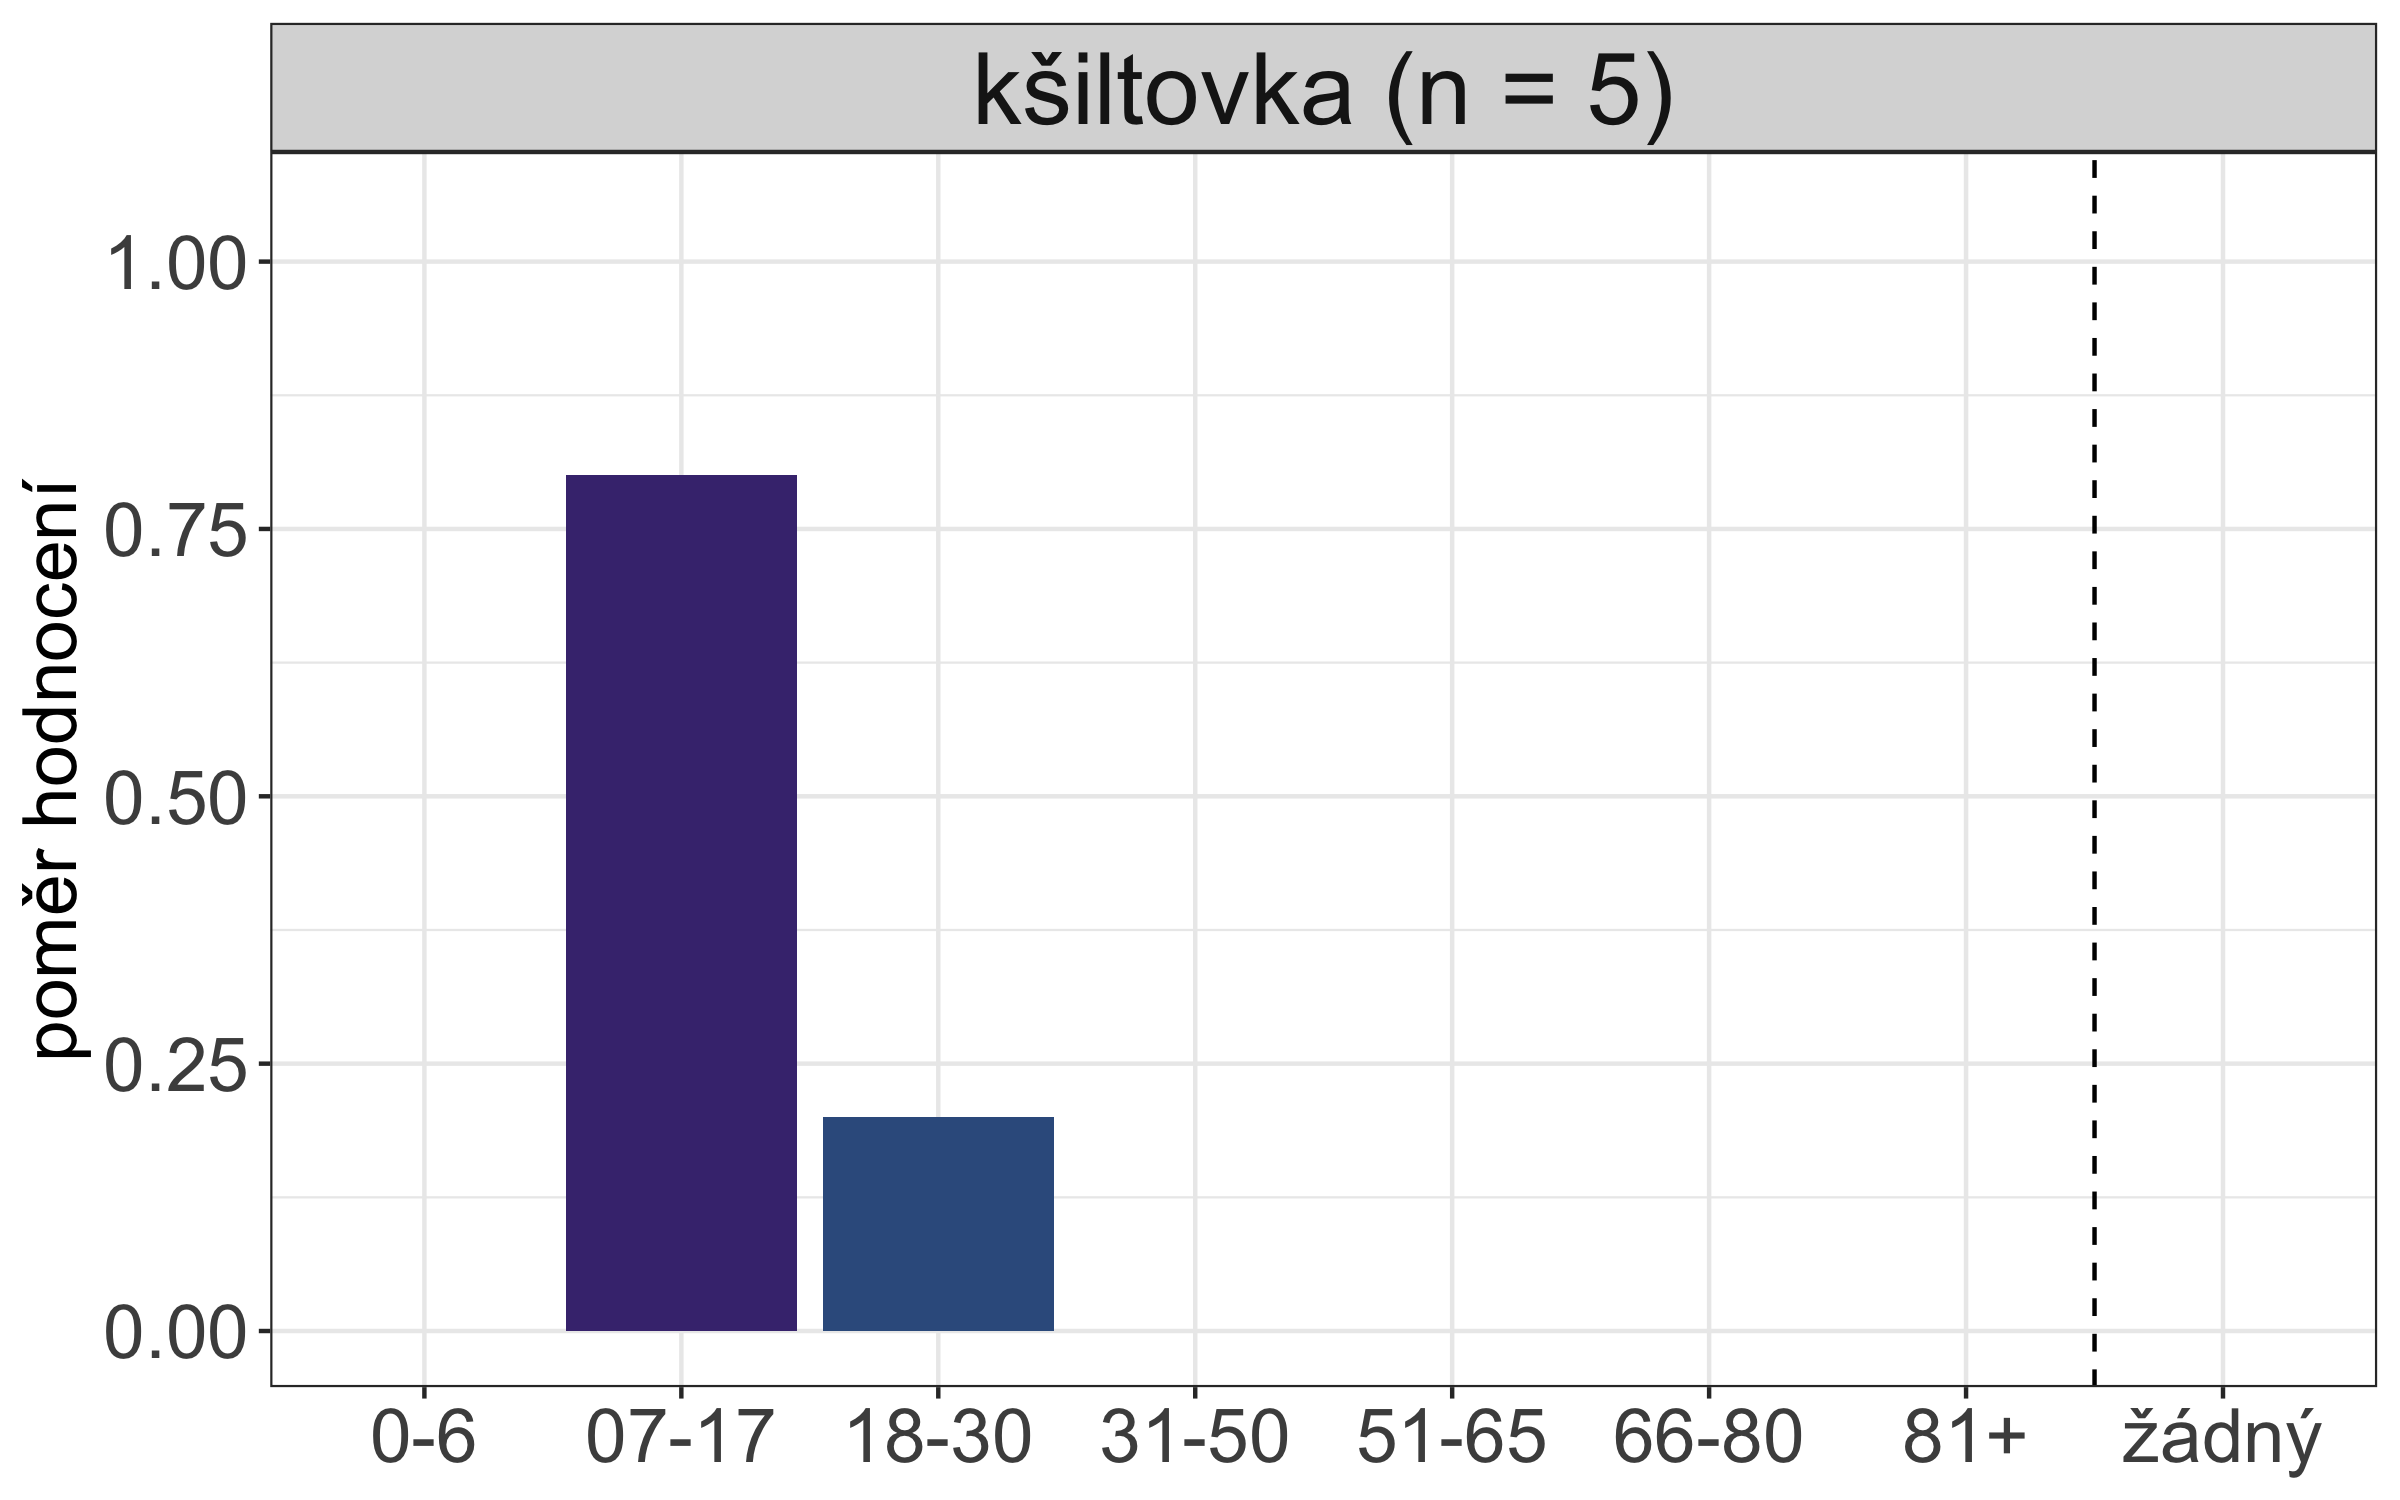 kšiltovka (n = 5)
poměr hodnocení
1.00
0.75
0.50
0.25
0.00
0-6 07-17 18-30 31-50 51-65 66-80 81+ žádný